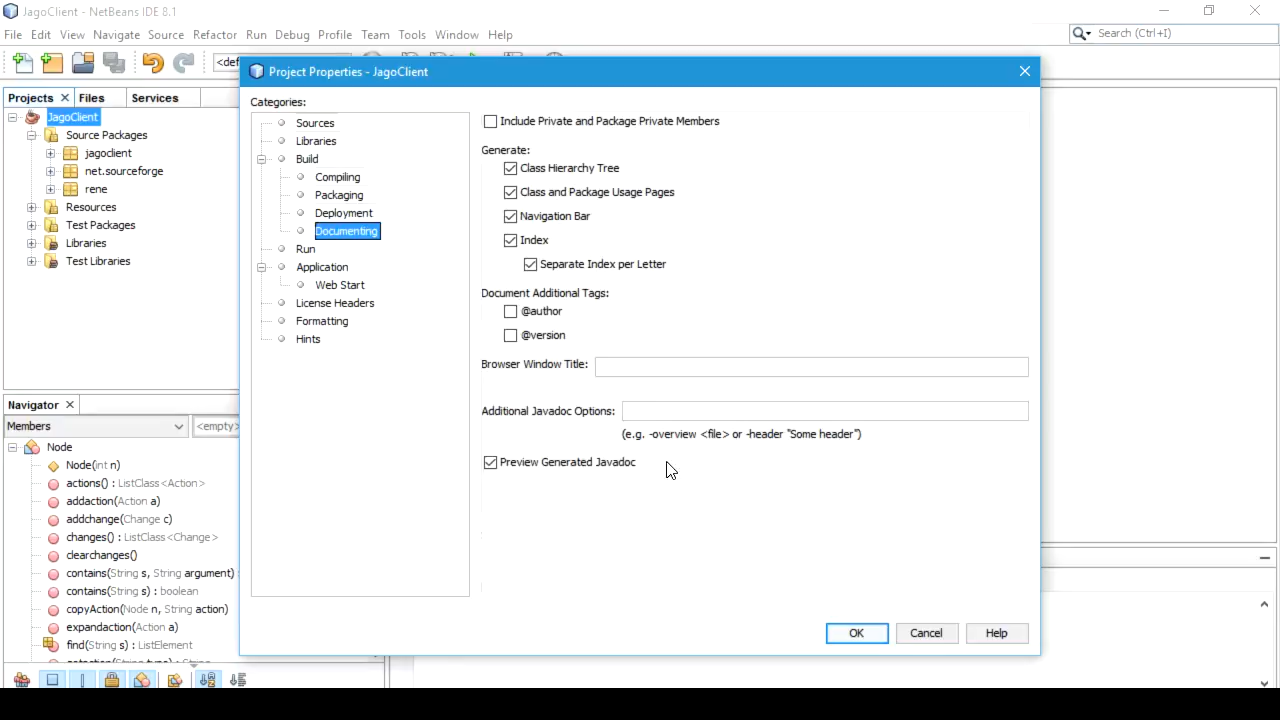 JagoClient - NetBeans IDE 8.1
File Edit View Navigate Source Refactor Run Debug Profile Team Tools Window Help
Search (Ctrl+I)
Project Properties - JagoClient
Projects
Files
Services
JagoClient
Source Packages
jagoclient
net.sourceforge
rene
Resources
Test Packages
Libraries
Test Libraries
Navigator
Members
<empty>
Node
Node(int n)
actions() : ListClass<Action>
addaction(Action a)
addchange(Change c)
changes() : ListClass<Change>
clearchanges()
contains(String s, String argument)
contains(String s) : boolean
copyAction(Node n, String action)
expandaction(Action a)
find(String s) : ListElement
Categories:
Sources
Libraries
Build
Compiling
Packaging
Deployment
Documenting
Run
Application
Web Start
License Headers
Formatting
Hints
Include Private and Package Private Members
Generate:
Class Hierarchy Tree
Class and Package Usage Pages
Navigation Bar
Index
Separate Index per Letter
Document Additional Tags:
@author
@version
Browser Window Title:
Additional Javadoc Options:
(e.g. -overview <file> or -header "Some header")
Preview Generated Javadoc
OK Cancel Help